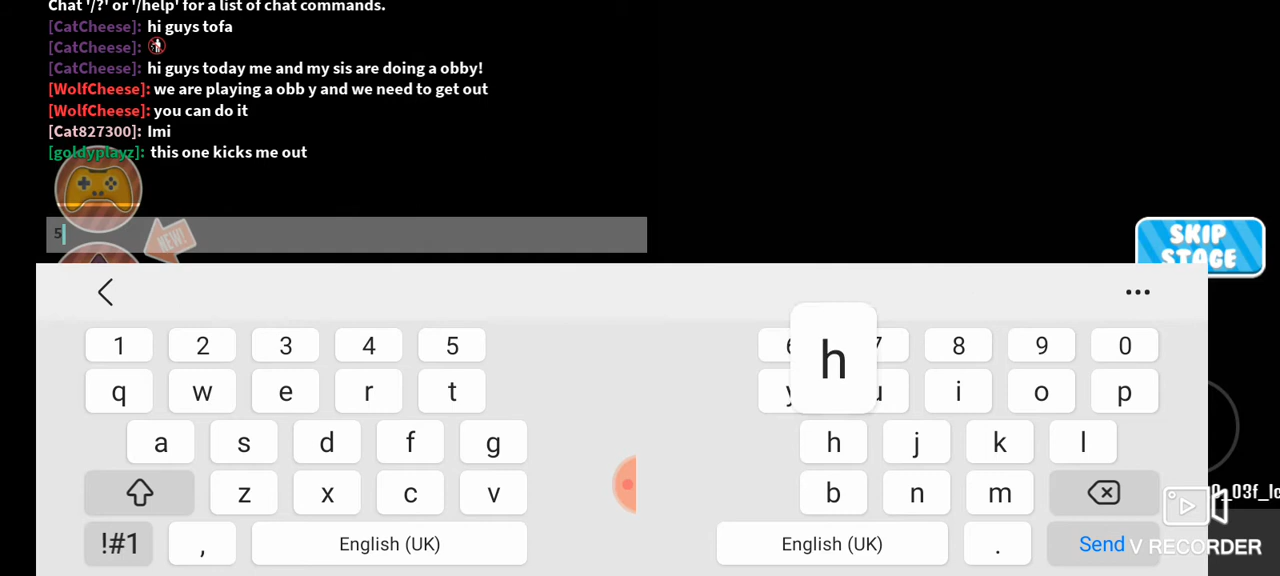 Chat '/?' or '/help' for a list of chat commands.
[CatCheese]: hi guys tofa
[CatCheese]:
[CatCheese]: hi guys today me and my sis are doing a obby!
[WolfCheese]: we are playing a obb y and we need to get out
[WolfCheese]: you can do it
[Cat827300]: Imi
[goldyplayz]: this one kicks me out
NEW!
5
SKIP
STAGE
1 2 3 4 5 6 7 8 9 0
h
q w e r t y u i o p
a s d f g h j k l
z x c v b n m
!#1 , English (UK) English (UK) . Send
V RECORDER